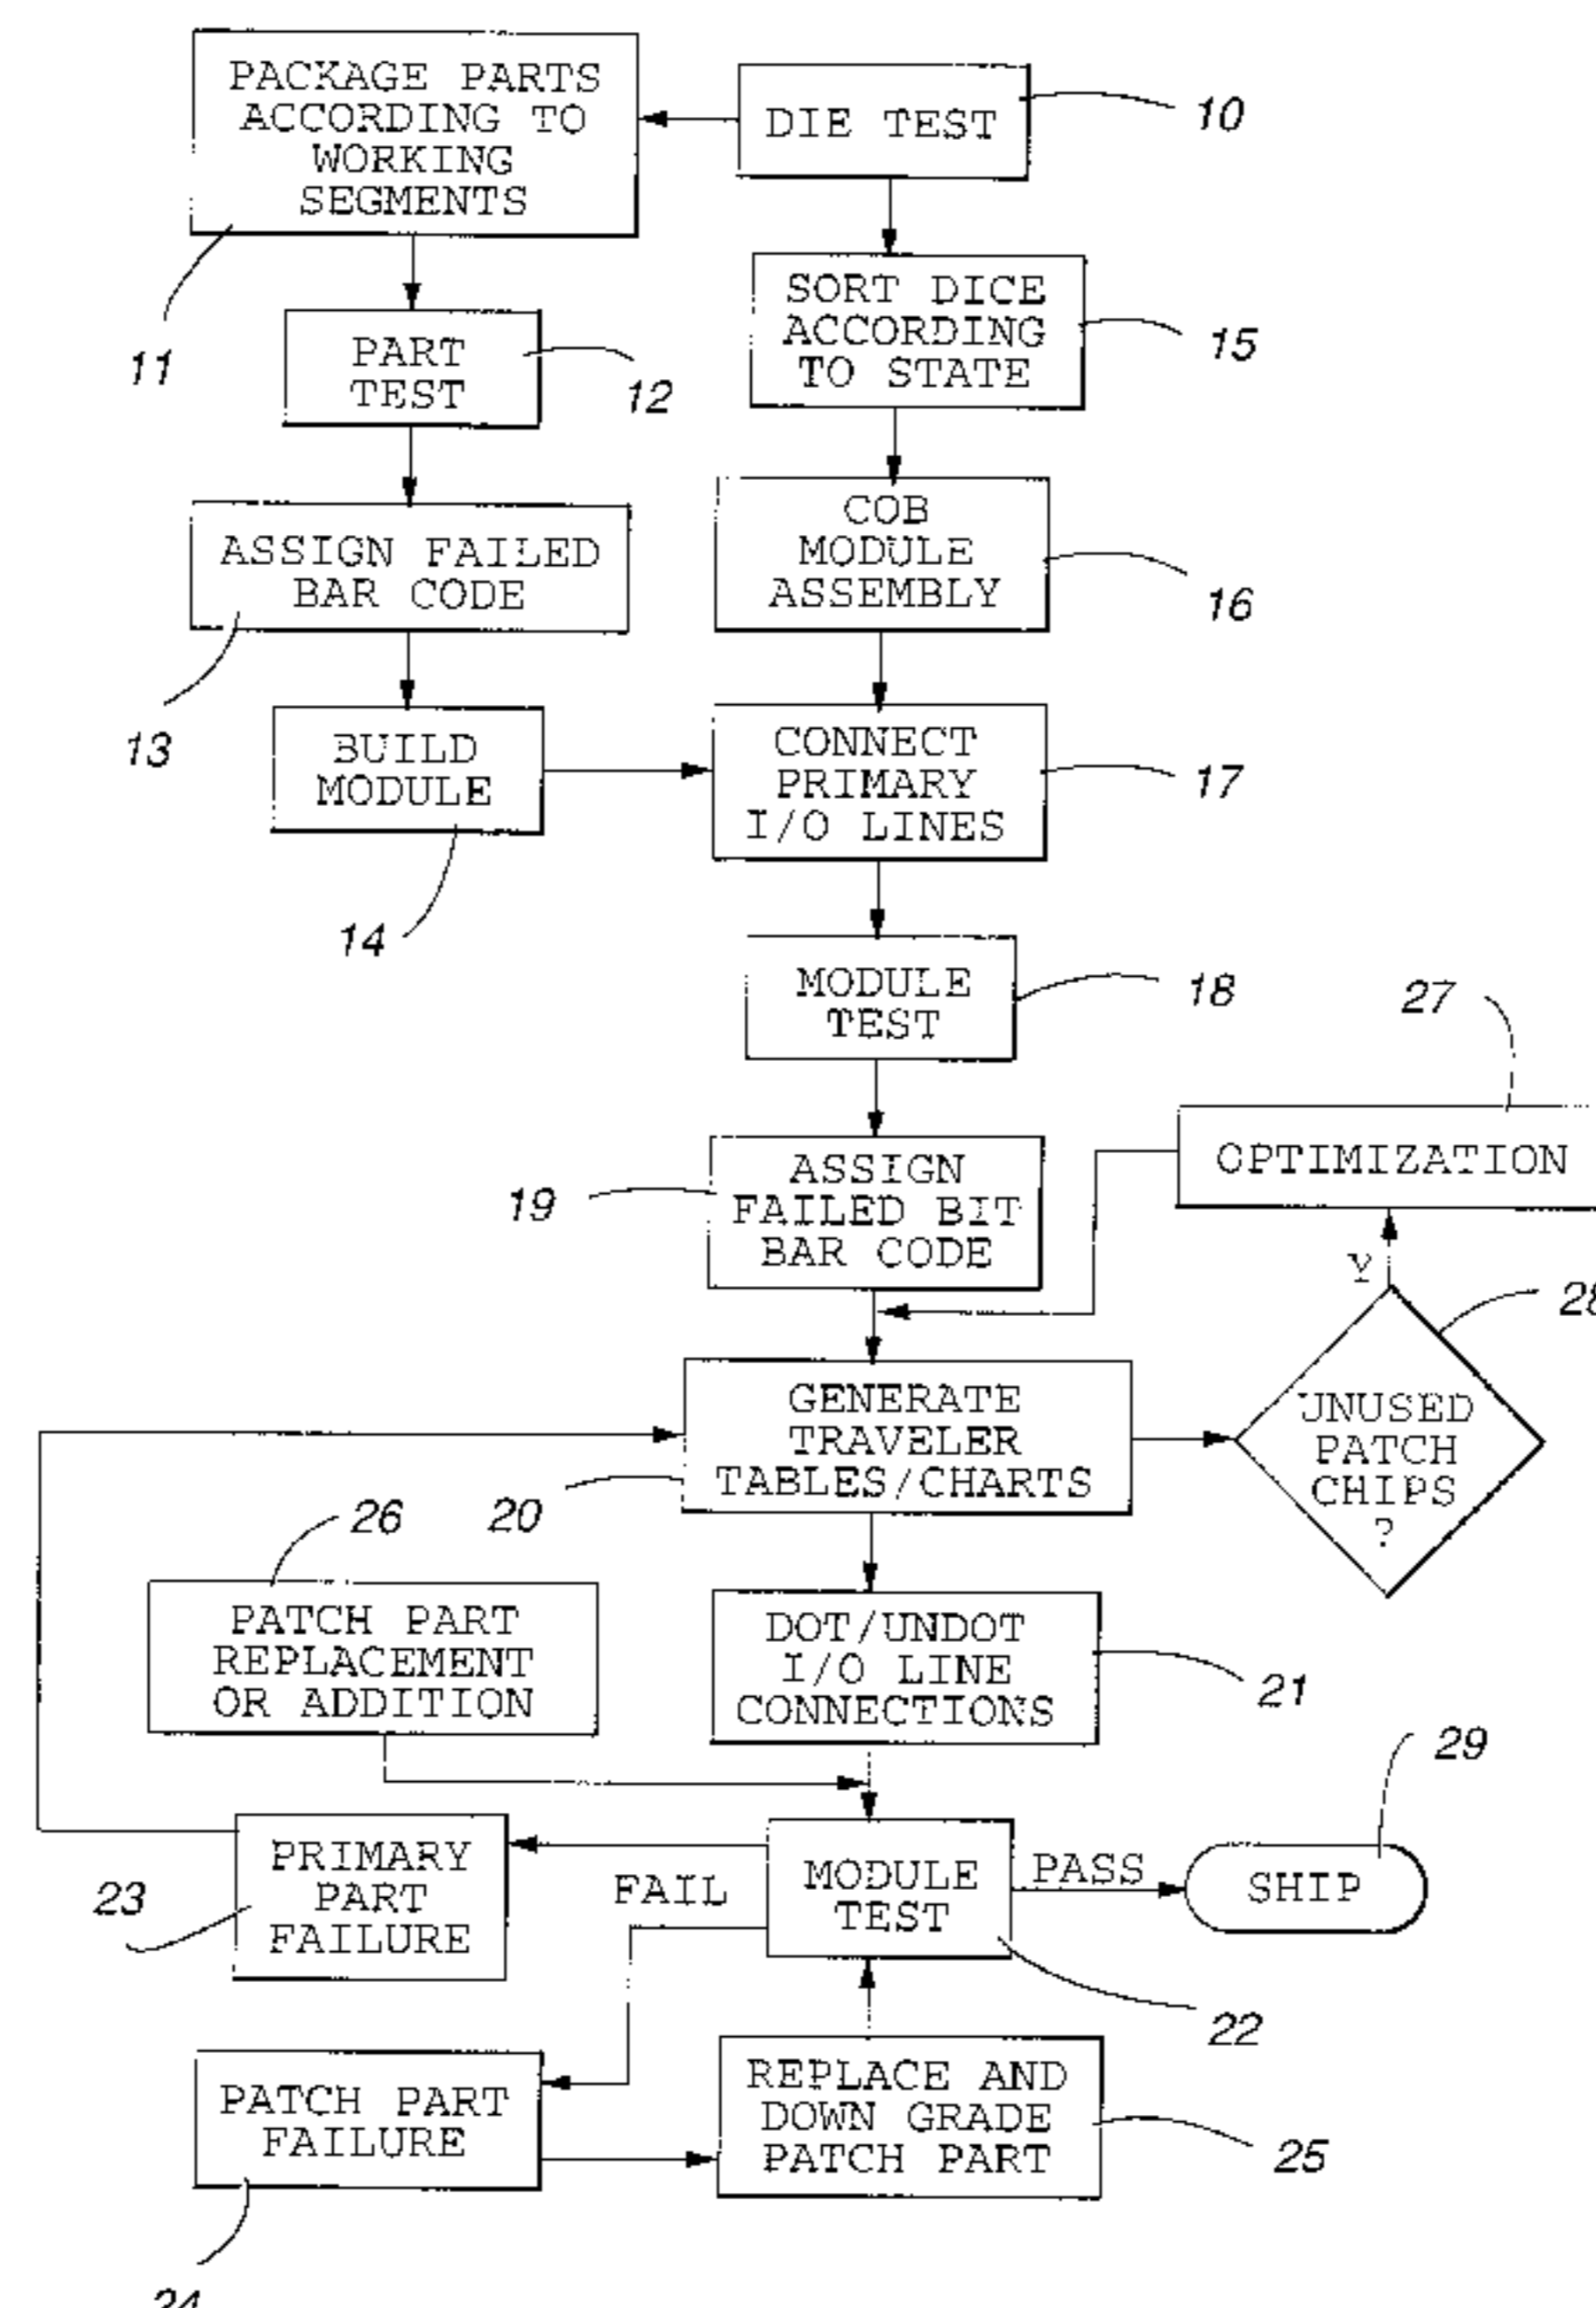 PACKAGE PARTS
ACCORDING TO
WORKING
SEGMENTS
11
DIE TEST
10
PART
TEST
12
SORT DICE
ACCORDING
TO STATE
15
ASSIGN FAILED
BAR CODE
13
COB
MODULE
ASSEMBLY
16
BUILD
MODULE
14
CONNECT
PRIMARY
I/O LINES
17
MODULE
TEST
18
27
OPTIMIZATION
19
ASSIGN
FAILED BIT
BAR CODE
Y
28
GENERATE
TRAVELER
TABLES/CHARTS
20
UNUSED
PATCH
CHIPS
?
26
PATCH PART
REPLACEMENT
OR ADDITION
DOT/UNDOT
I/O LINE
CONNECTIONS
21
29
PRIMARY
PART
FAILURE
23
FAIL
MODULE
TEST
22
PASS
SHIP
PATCH PART
FAILURE
24
REPLACE AND
DOWN GRADE
PATCH PART
25